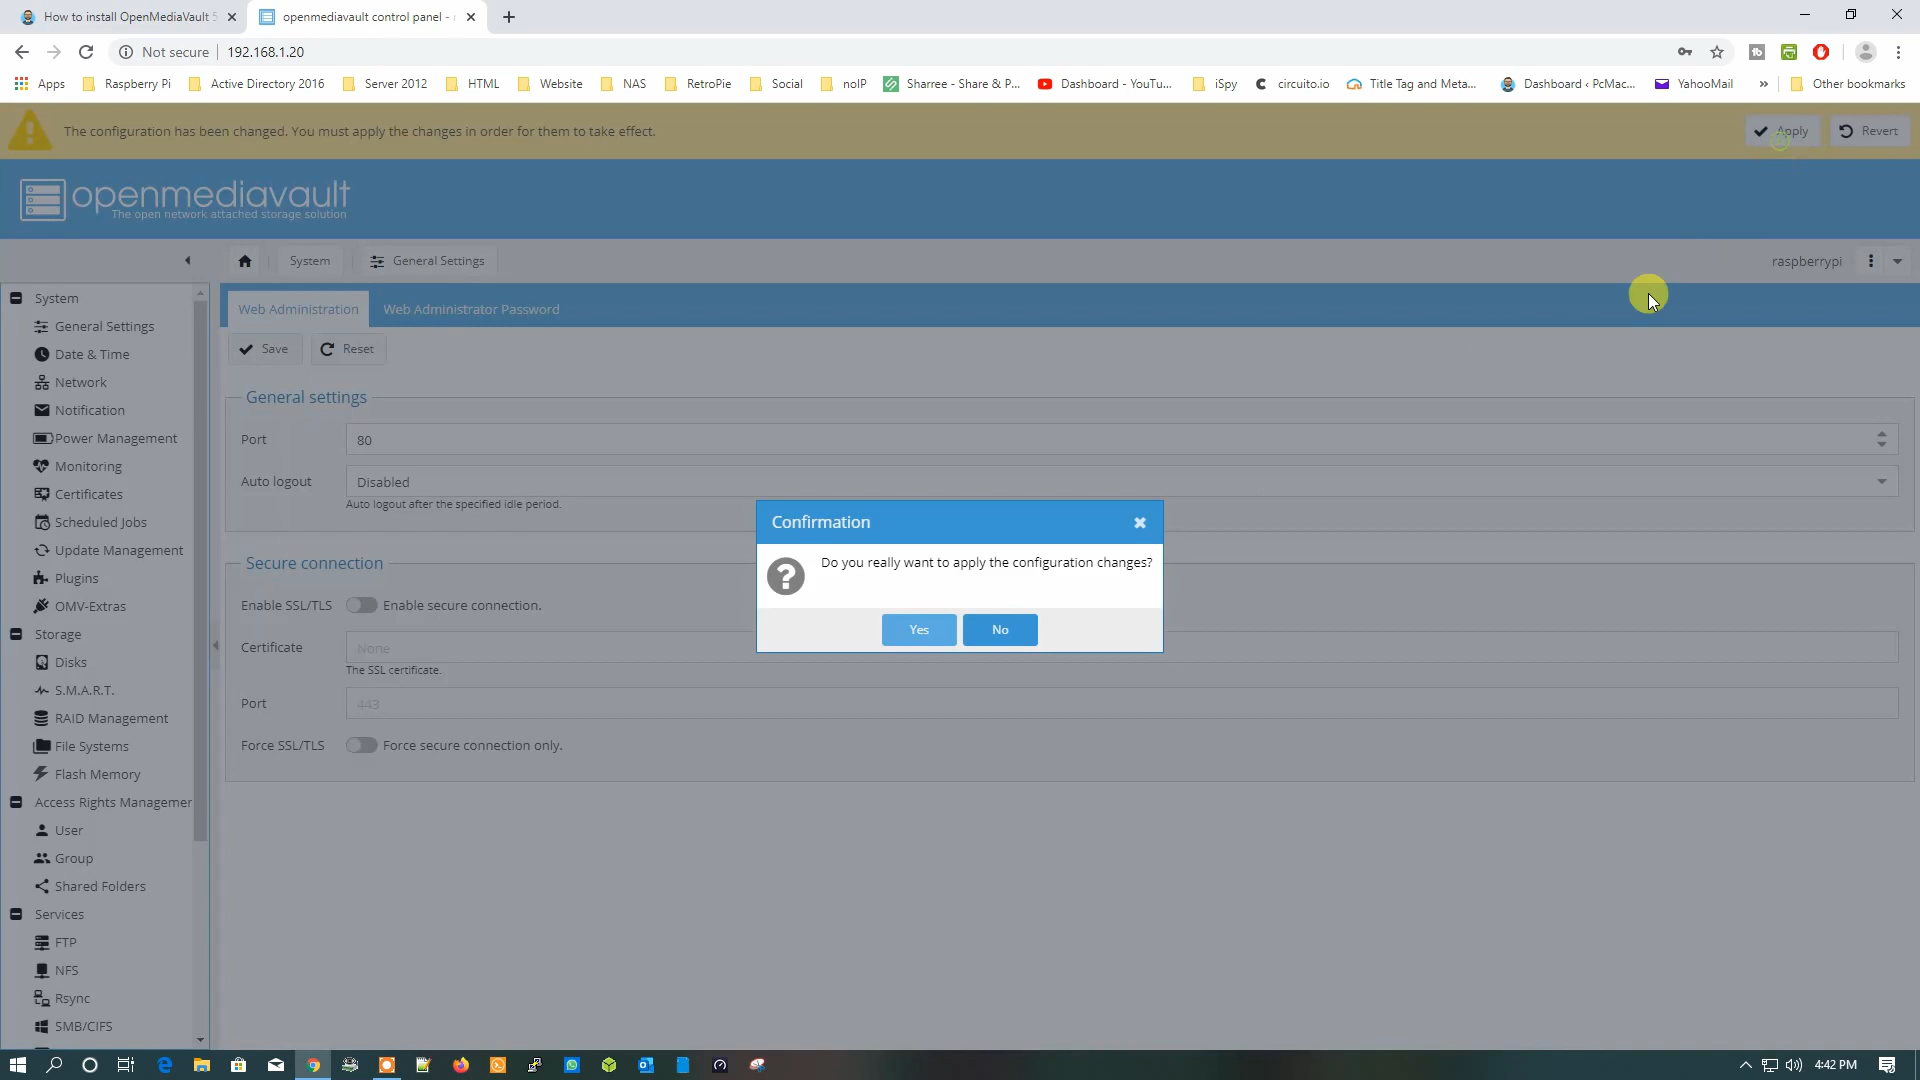 How to install OpenMediaVault 5
openmediavault control panel -
Not secure
192.168.1.20
Apps
Raspberry Pi
Active Directory 2016
Server 2012
HTML
Website
NAS
RetroPie
Social
noIP
Sharree - Share & P...
Dashboard - YouTu...
iSpy
circuito.io
Title Tag and Meta...
Dashboard ‹ PcMac...
YahooMail
»
Other bookmarks
The configuration has been changed. You must apply the changes in order for them to take effect.
Apply
Revert
openmediavault
The open network attached storage solution
System
General Settings
raspberrypi
System
General Settings
Date & Time
Network
Notification
Power Management
Monitoring
Certificates
Scheduled Jobs
Update Management
Plugins
OMV-Extras
Storage
Disks
S.M.A.R.T.
RAID Management
File Systems
Flash Memory
Access Rights Managemen
User
Group
Shared Folders
Services
FTP
NFS
Rsync
SMB/CIFS
Web Administration
Web Administrator Password
Save
Reset
General settings
Port
80
Auto logout
Disabled
Auto logout after the specified idle period.
Secure connection
Enable SSL/TLS
Enable secure connection.
Certificate
None
The SSL certificate.
Port
443
Force SSL/TLS
Force secure connection only.
Confirmation
Do you really want to apply the configuration changes?
Yes
No
4:42 PM